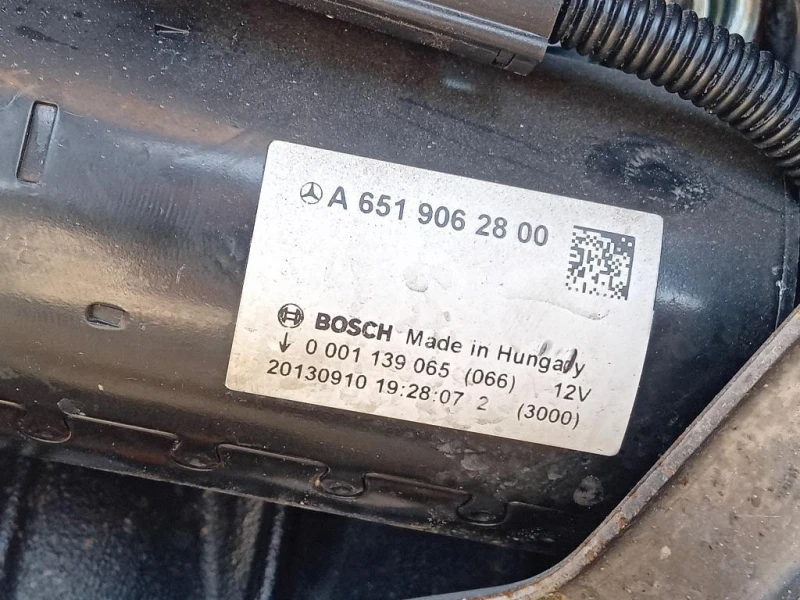 A 651 906 28 00
BOSCH Made in Hungary
0 001 139 065 (066) 12V
20130910 19:28:07 2 (3000)